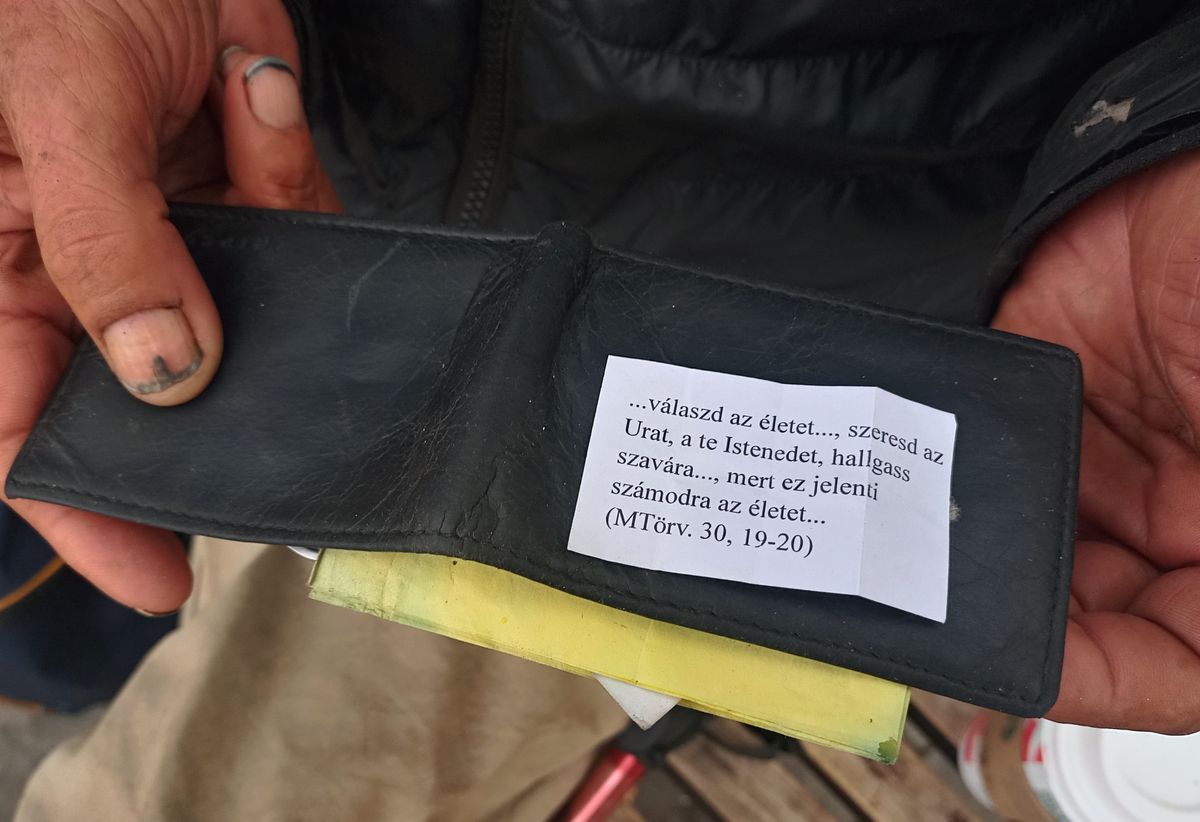 ...válaszd az életet..., szeresd az
Urat, a te Istenedet, hallgass
szavára..., mert ez jelenti
számodra az életet...
(MTörv. 30, 19-20)